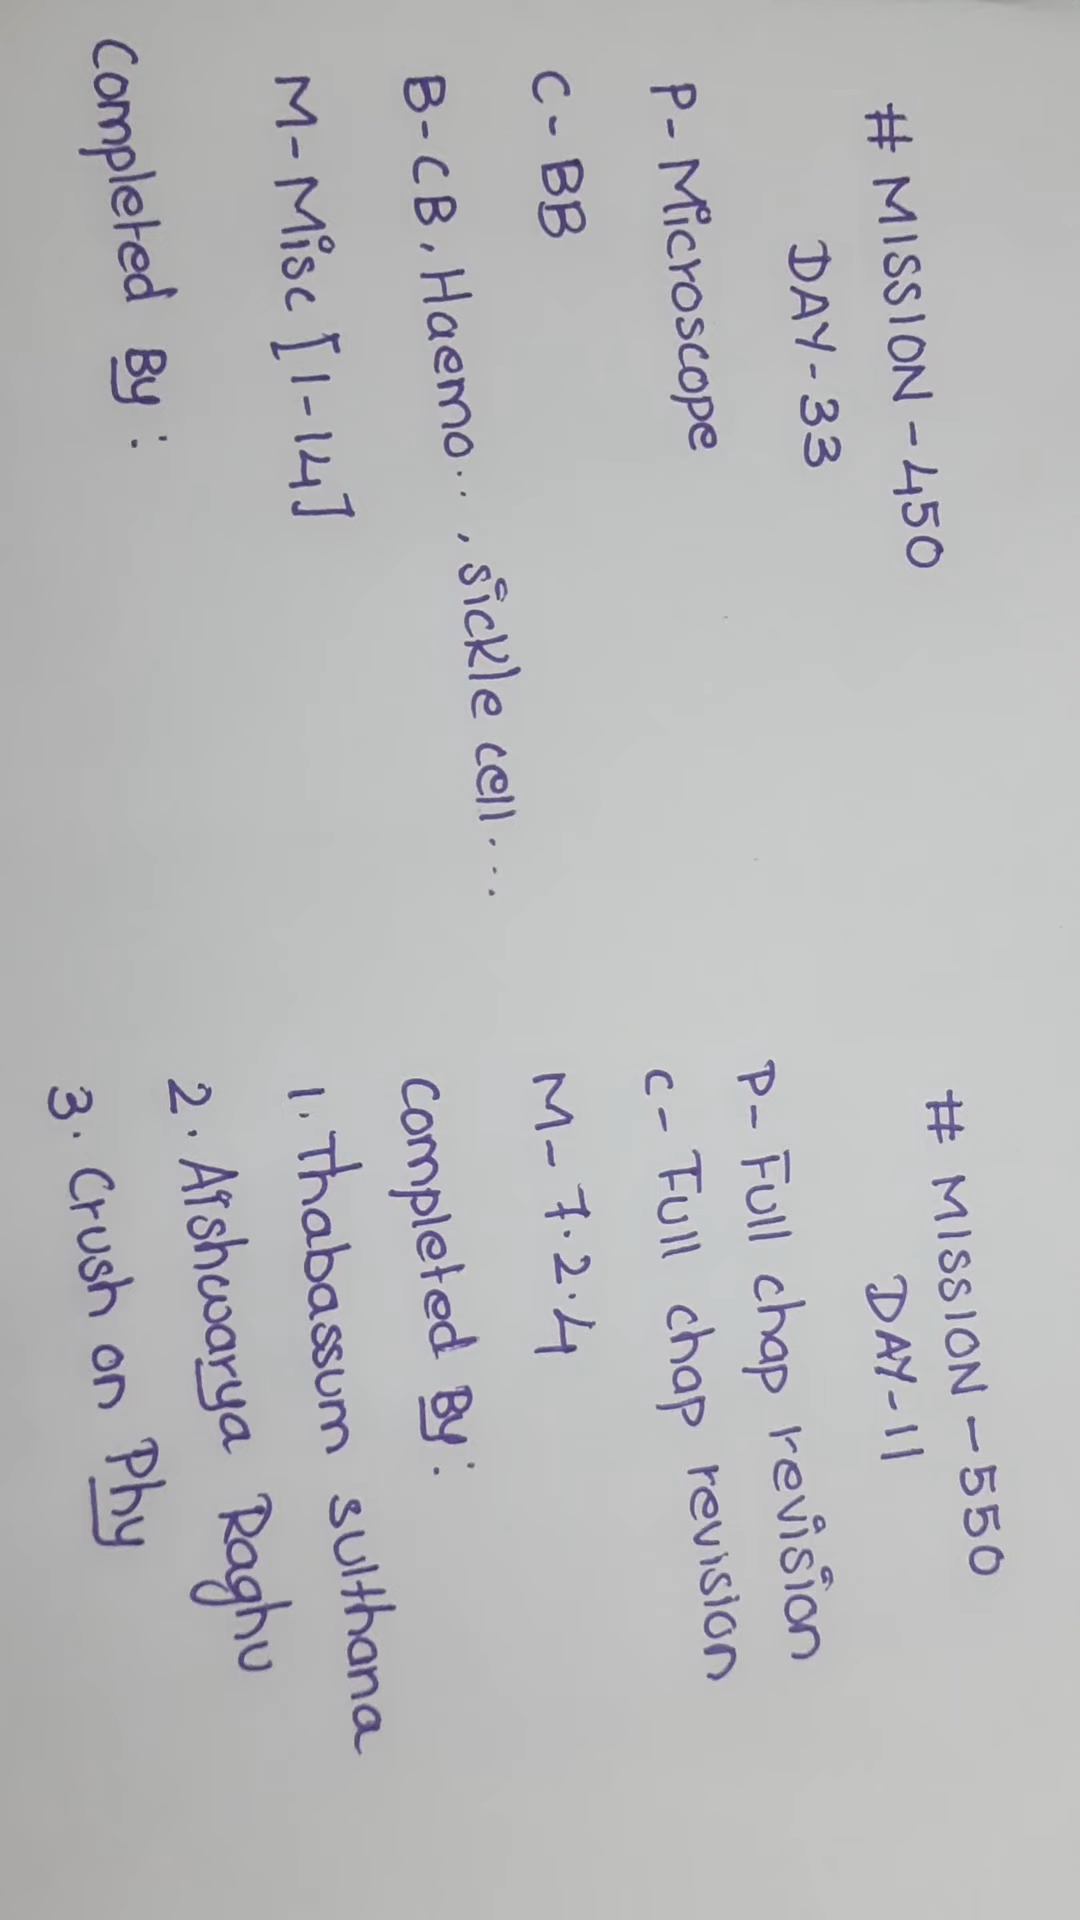 # MISSION - 450
DAY - 33
P - Microscope
C - BB
B - CB, Haemo.., sickle cell...
M - Misc [1-14]
Completed By:
# MISSION - 550
DAY - 11
P - Full chap revision
C - Full chap revision
M - 7.2.4
Completed By:
1. Thabassum sulthana
2. Aishwarya Raghu
3. Crush on Phy